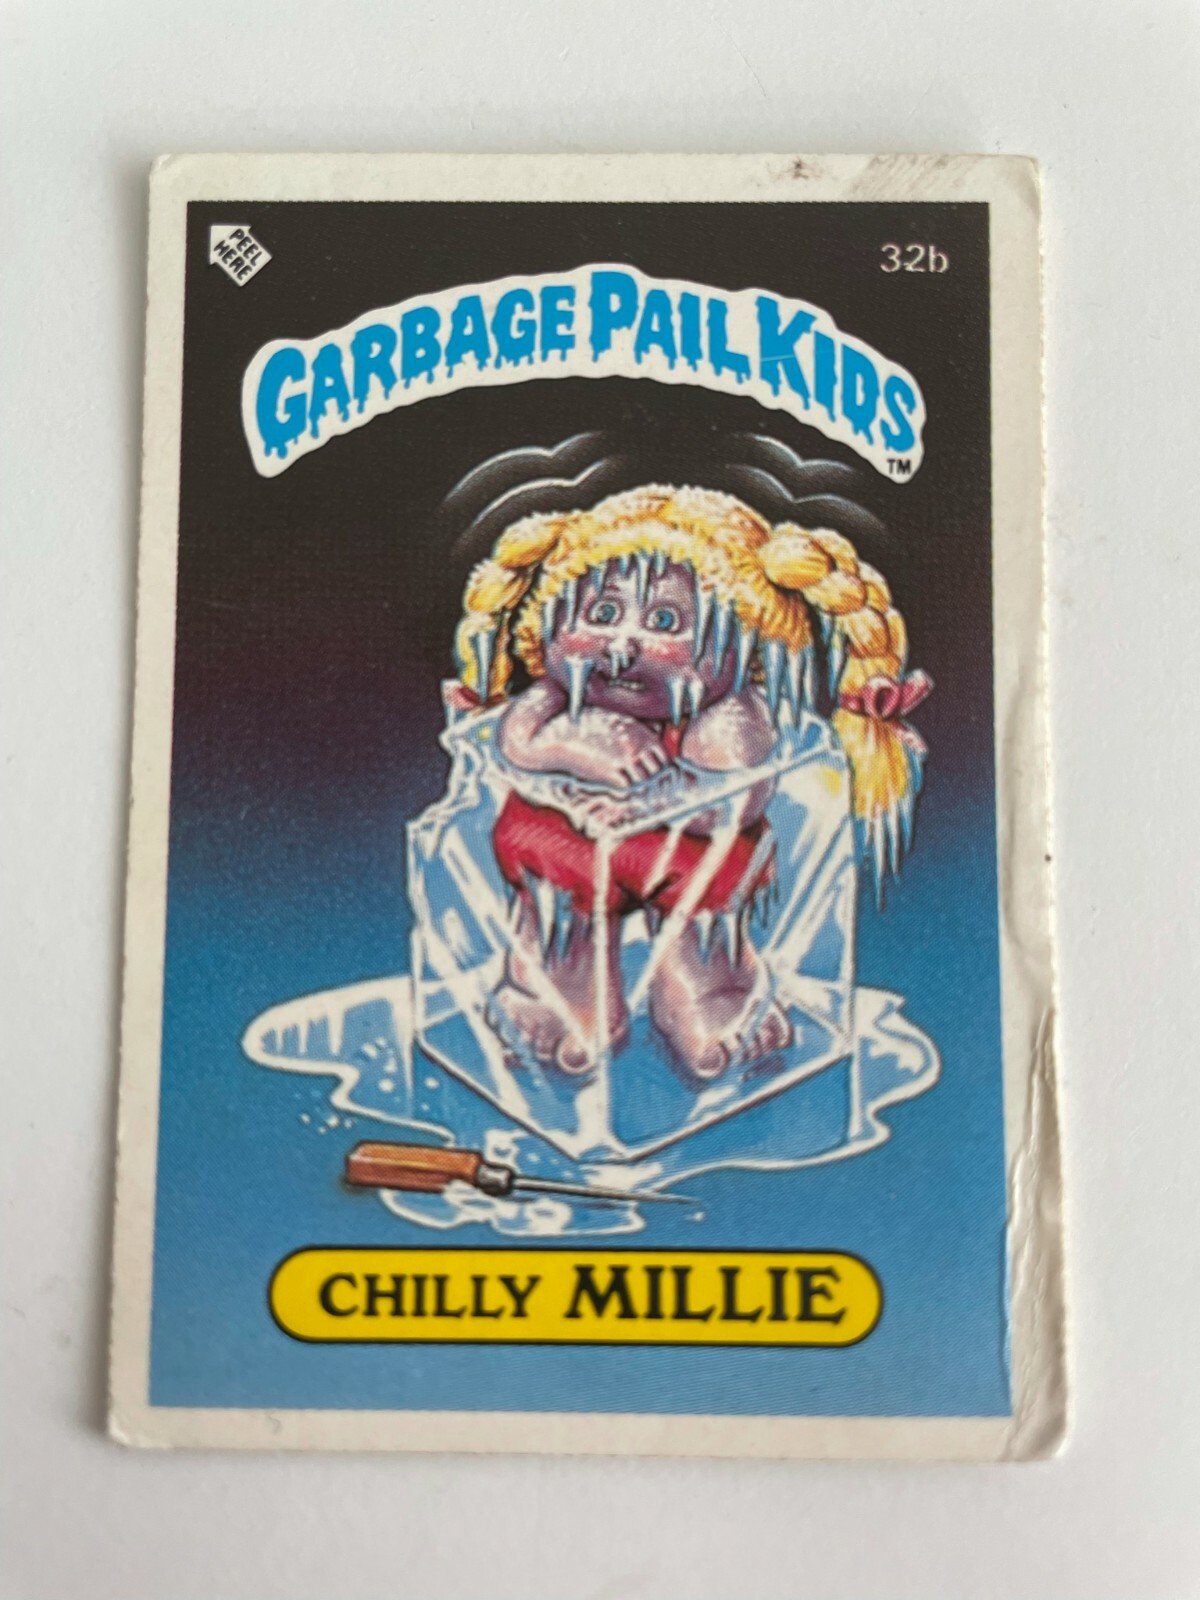 PEEL
HERE
32b
GARBAGE PAIL KIDS
TM
CHILLY MILLIE